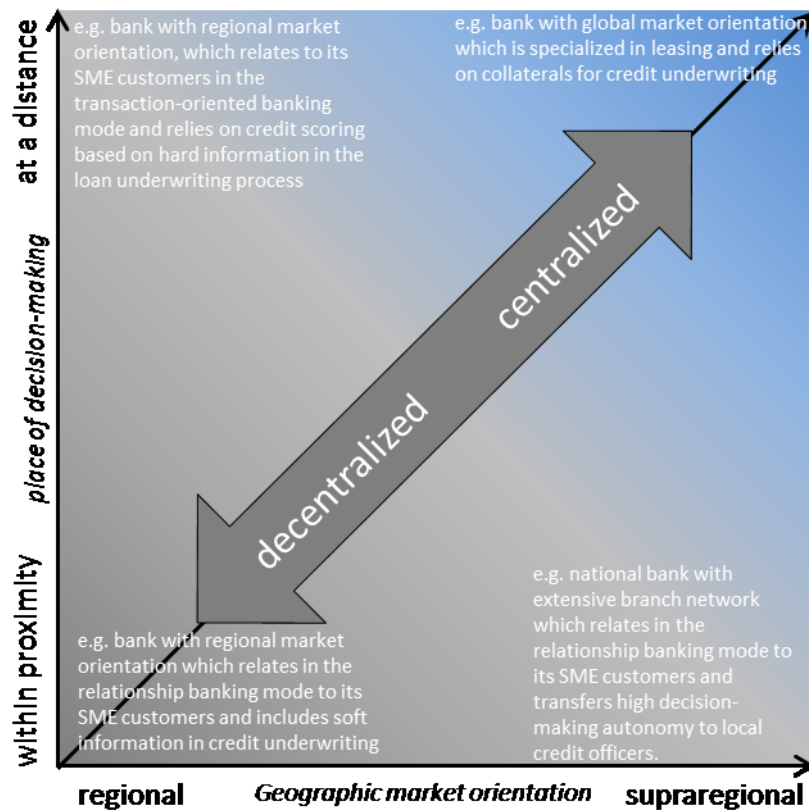 e.g. bank with regional market
orientation, which relates to its
SME customers in the
transaction-oriented banking
mode and relies on credit scoring
based on hard information in the
loan underwriting process
e.g. bank with global market orientation
which is specialized in leasing and relies
on collaterals for credit underwriting
at a distance
place of decision-making
within proximity
centralized
decentralized
e.g. bank with regional market
orientation which relates in the
relationship banking mode to its
SME customers and includes soft
information in credit underwriting
e.g. national bank with
extensive branch network
which relates in the
relationship banking mode to
its SME customers and
transfers high decision-
making autonomy to local
credit officers.
regional
Geographic market orientation
supraregional